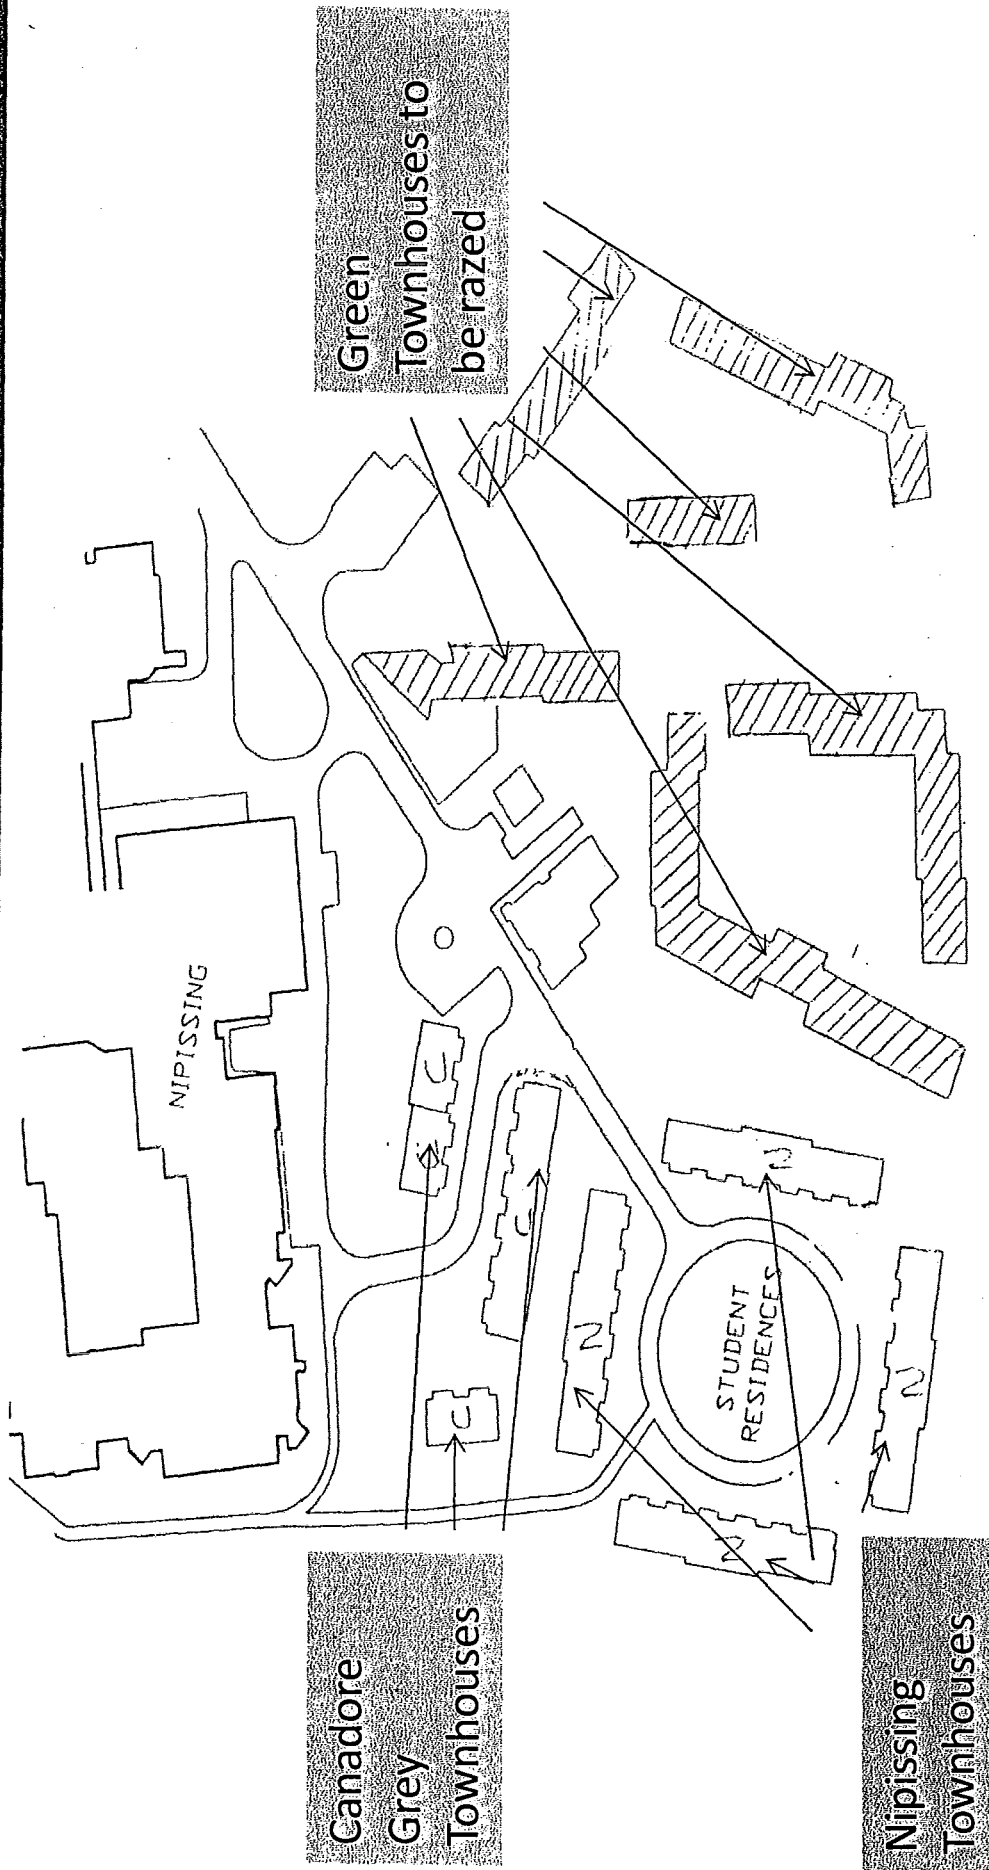 NIPISSING
Canadore
Grey
Townhouses
Green
Townhouses to
be razed
C
C
C
C
N
N
STUDENT
RESIDENCES
N
N
Nipissing
Townhouses